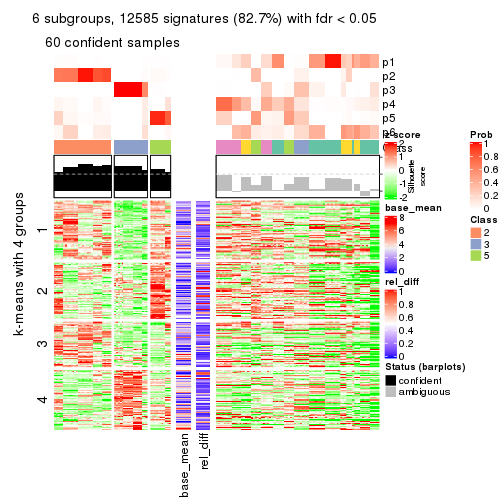 6 subgroups, 12585 signatures (82.7%) with fdr < 0.05
60 confident samples
p1
p2
p3
p4
p5
p6
z_score
2
1
0
-1
-2
Class
Silhouette score
base_mean
8
6
4
2
0
rel_diff
1
0.8
0.6
0.4
0.2
0
Status (barplots)
confident
ambiguous
Prob
1
0.8
0.6
0.4
0.2
0
Class
2
3
5
k-means with 4 groups
1
2
3
4
base_mean
rel_diff